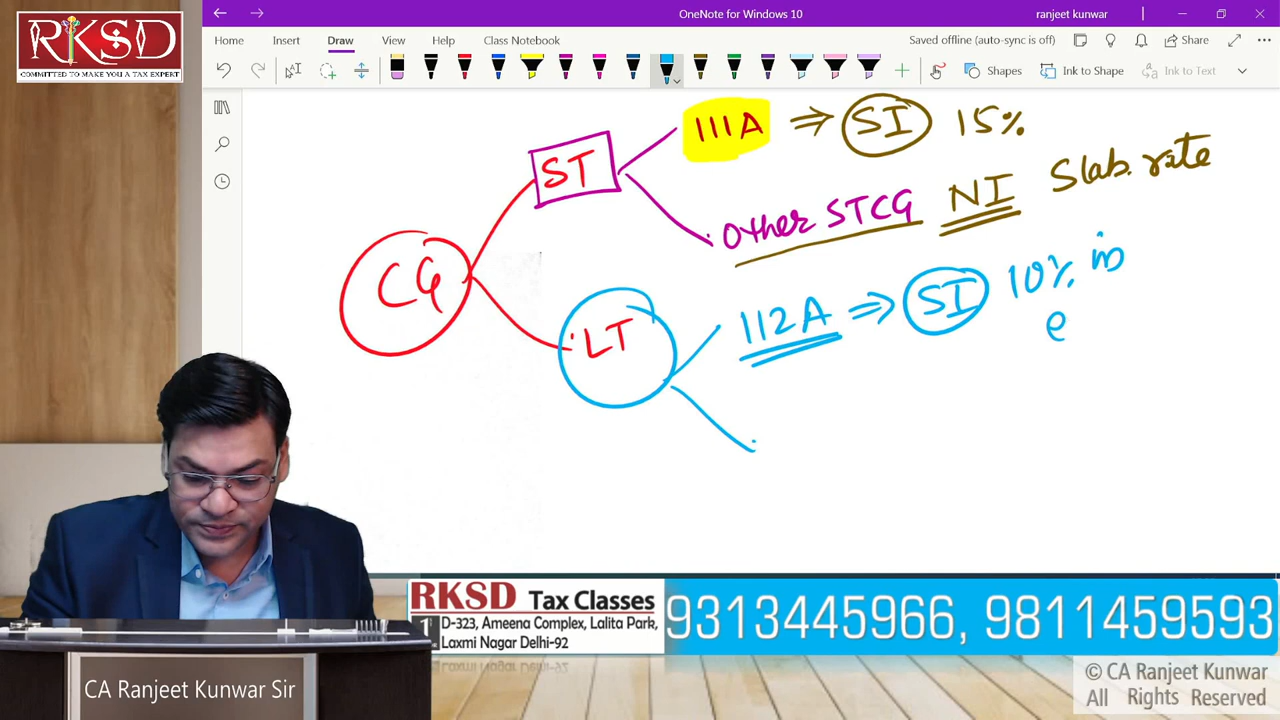 RKSD
COMMITTED TO MAKE YOU A TAX EXPERT
OneNote for Windows 10
ranjeet kunwar
Home Insert Draw View Help Class Notebook
Saved offline (auto-sync is off)
Share
Shapes
Ink to Shape
Ink to Text
111A ⇒ SI 15%
ST
Other STCG NI Slab rate
CG
LT
112A ⇒ SI 10% in
e
RKSD Tax Classes
D-323, Ameena Complex, Lalita Park,
Laxmi Nagar Delhi-92
9313445966, 9811459593
CA Ranjeet Kunwar Sir
© CA Ranjeet Kunwar
All Rights Reserved